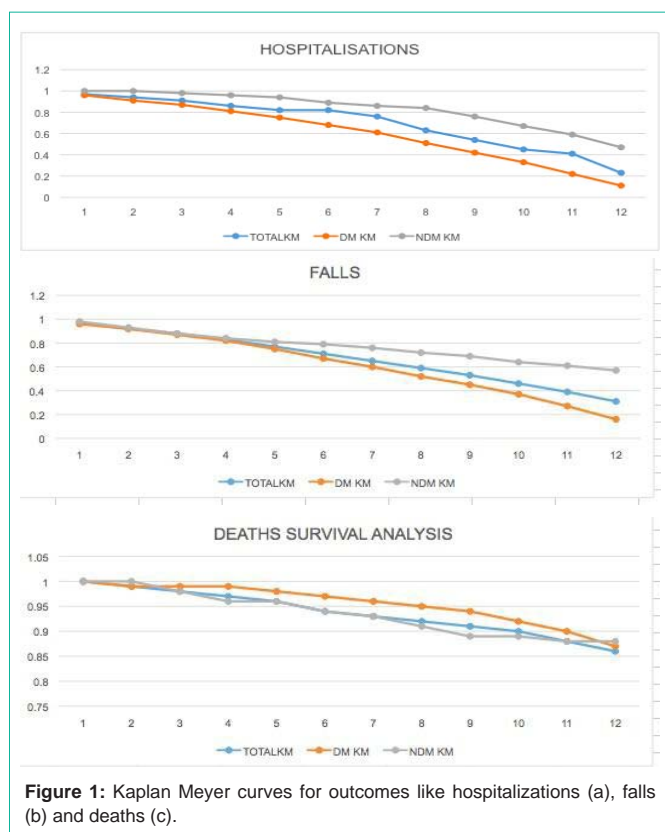 HOSPITALISATIONS
1.2
1
0.8
0.6
0.4
0.2
0
1 2 3 4 5 6 7 8 9 10 11 12
TOTALKM DM KM NDM KM
FALLS
1.2
1
0.8
0.6
0.4
0.2
0
1 2 3 4 5 6 7 8 9 10 11 12
TOTALKM DM KM NDM KM
DEATHS SURVIVAL ANALYSIS
1.05
1
0.95
0.9
0.85
0.8
0.75
1 2 3 4 5 6 7 8 9 10 11 12
TOTALKM DM KM NDM KM
Figure 1: Kaplan Meyer curves for outcomes like hospitalizations (a), falls
(b) and deaths (c).